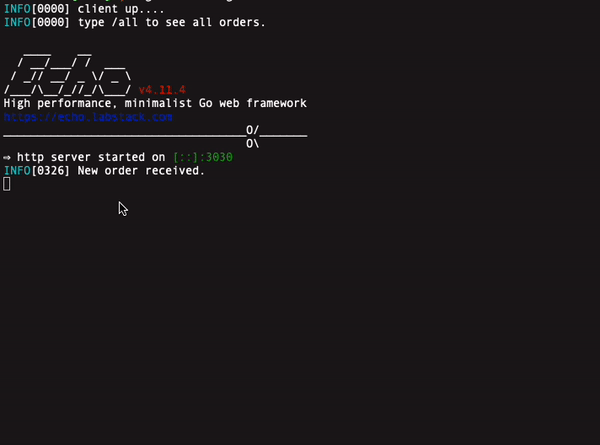 INFO[0000] client up....
INFO[0000] type /all to see all orders.
   ____    __
  / __/___/ /  ___
 / _// __/ _ \/ _ \
/___/\__/_//_/\___/ v4.11.4
High performance, minimalist Go web framework
https://echo.labstack.com
____________________________________O/_______
                                    O\
⇨ http server started on [::]:3030
INFO[0326] New order received.